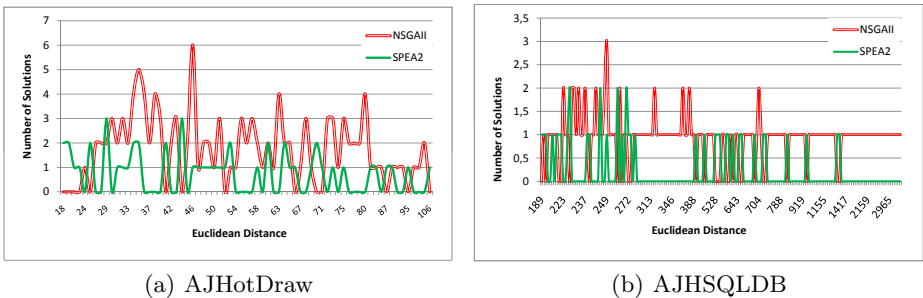 7
6
5
4
3
2
1
0
Number of Solutions
NSGAII
SPEA2
18 24 29 33 37 42 46 51 54 58 63 67 71 75 80 87 95 106
Euclidean Distance
(a) AJHotDraw
3,5
3
2,5
2
1,5
1
0,5
0
Number of Solutions
NSGAII
SPEA2
189 223 237 249 272 313 346 388 528 643 704 788 919 1155 1417 2159 2965
Euclidean Distance
(b) AJHSQLDB